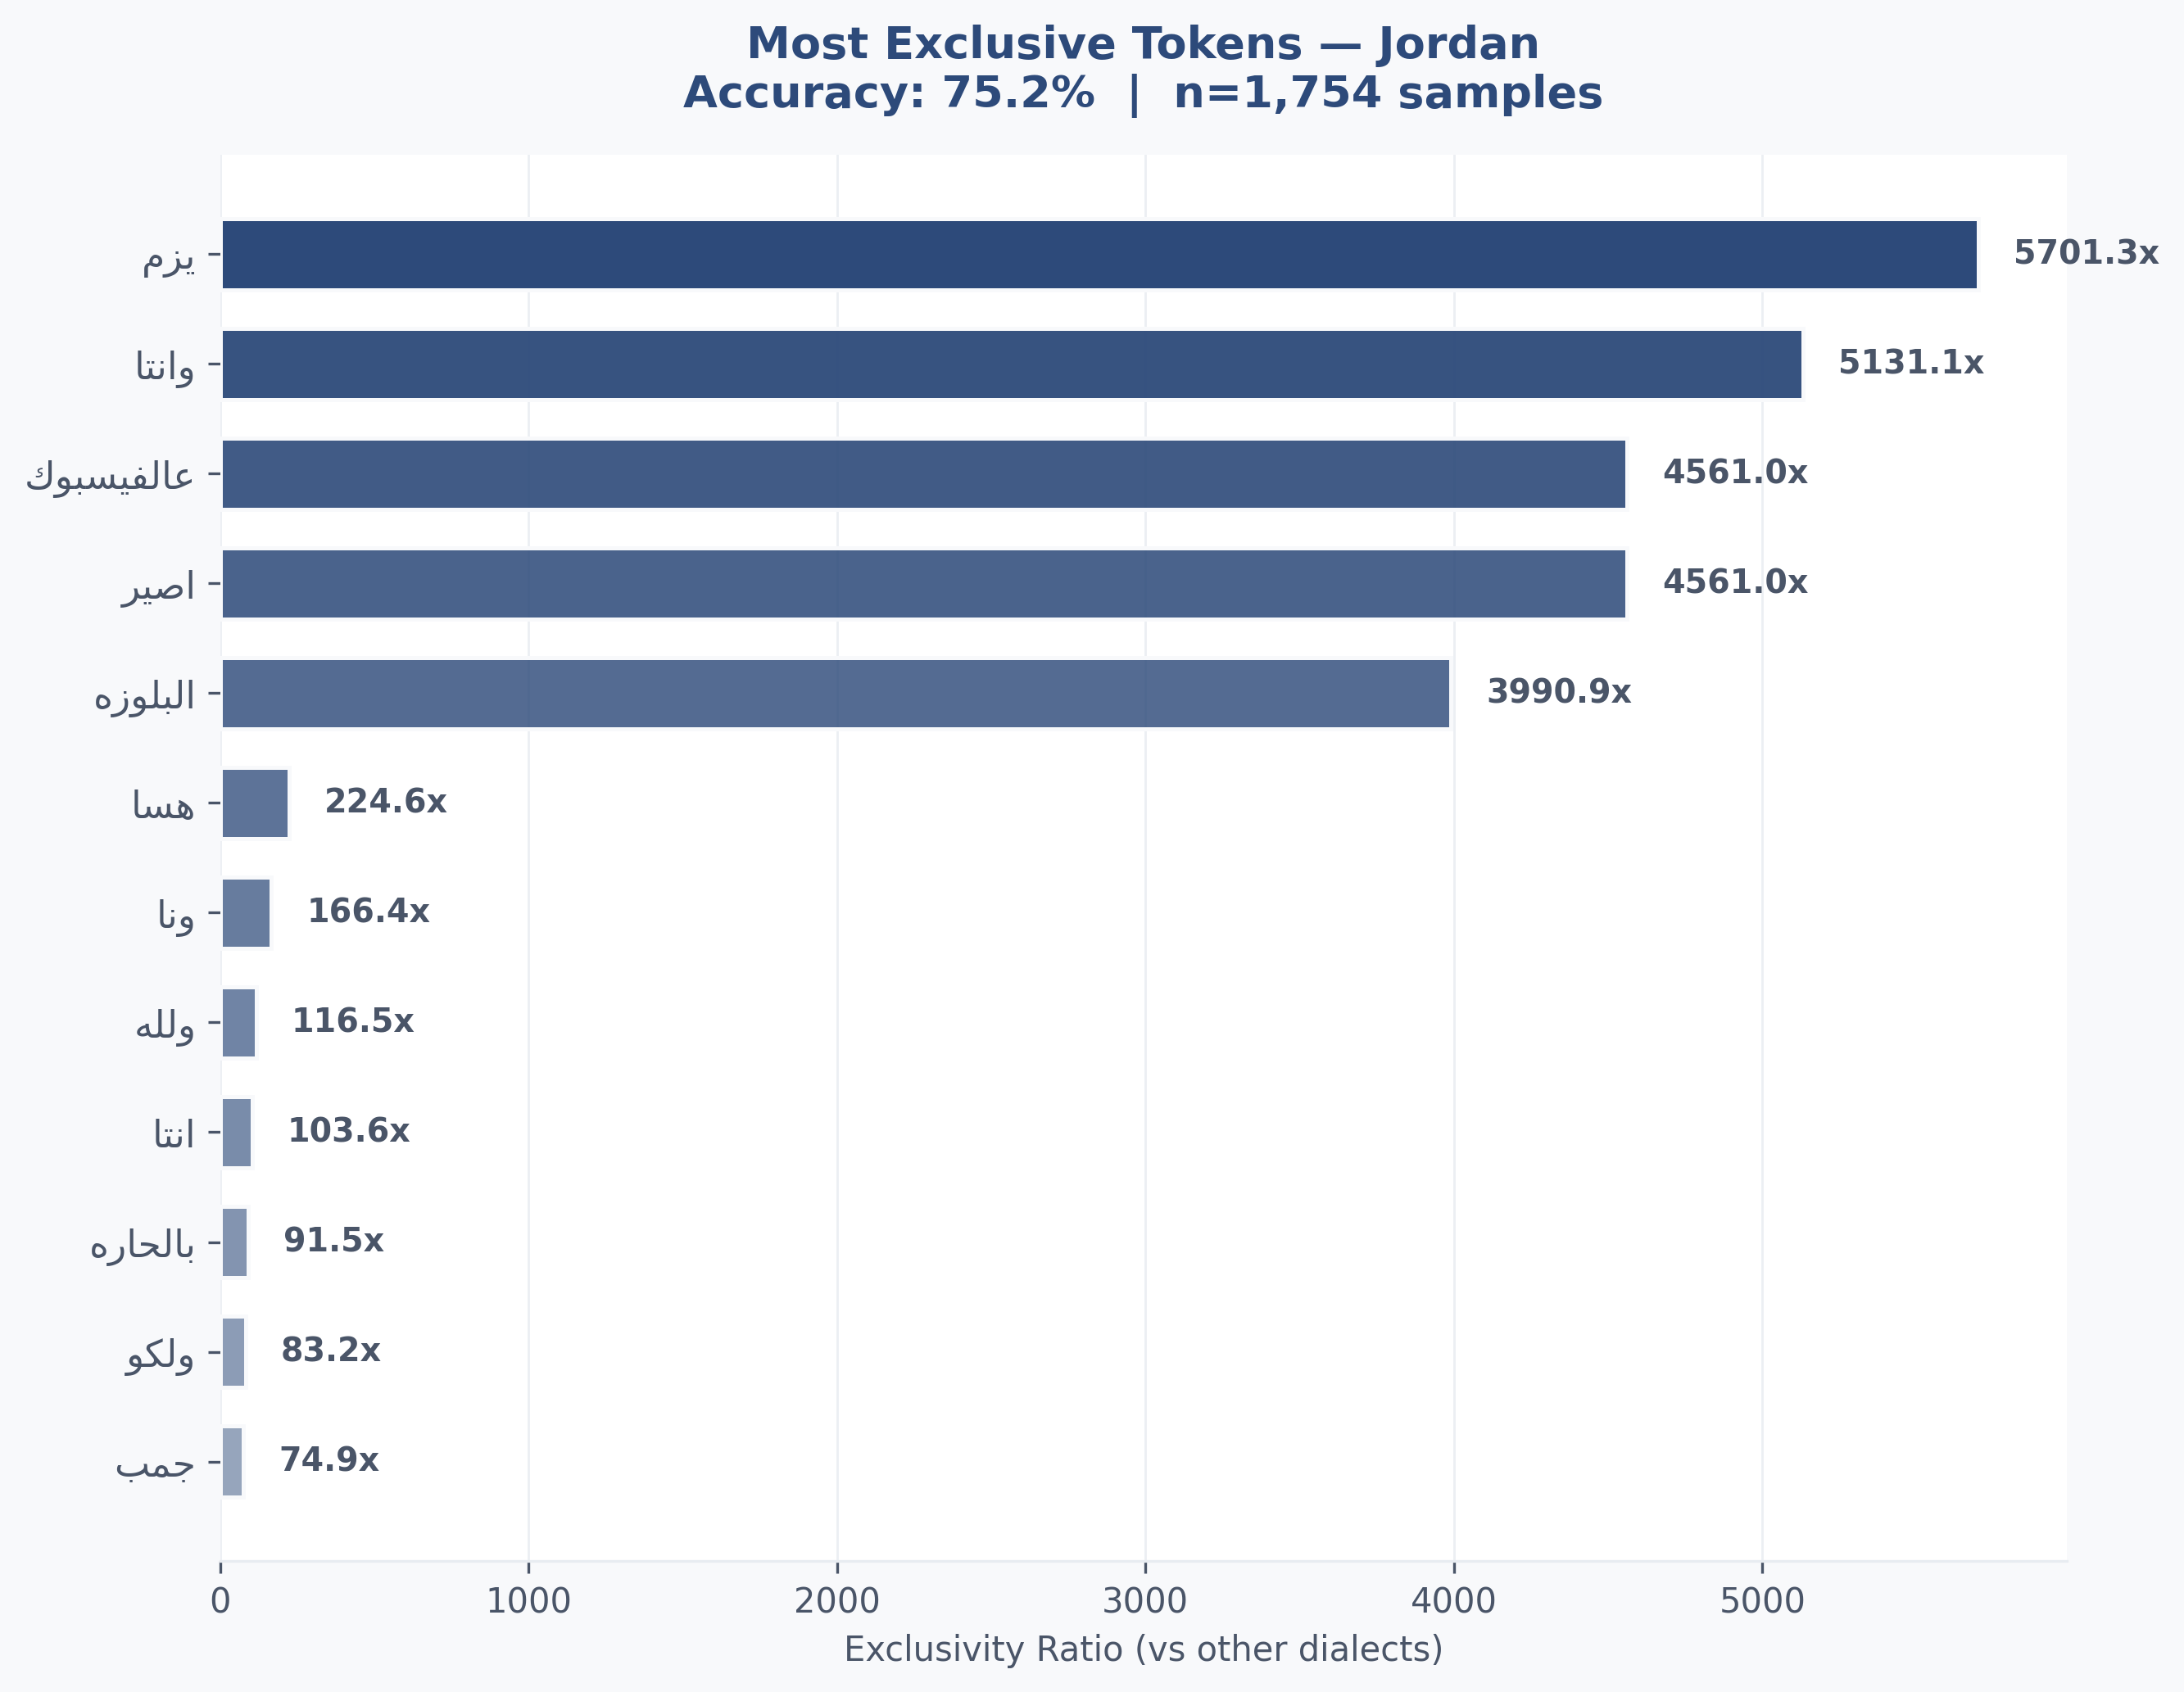 Most Exclusive Tokens — Jordan
Accuracy: 75.2% | n=1,754 samples
يزم 5701.3x
وانتا 5131.1x
عالفيسبوك 4561.0x
اصير 4561.0x
البلوزه 3990.9x
هسا 224.6x
ونا 166.4x
ولله 116.5x
انتا 103.6x
بالحاره 91.5x
ولكو 83.2x
جمب 74.9x
0 1000 2000 3000 4000 5000
Exclusivity Ratio (vs other dialects)